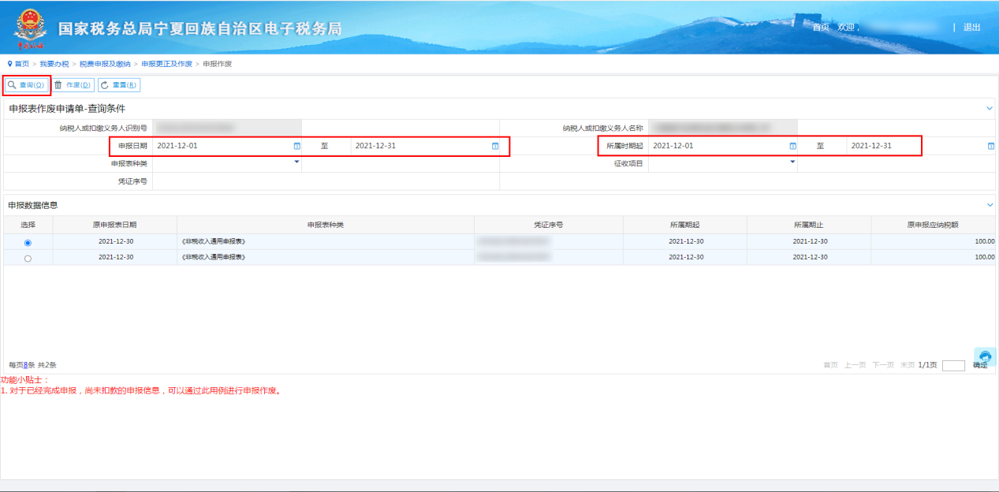 国家税务总局宁夏回族自治区电子税务局
首页 欢迎， | 退出
首页 > 我要办税 > 税费申报及缴纳 > 申报更正及作废 > 申报作废
查询(Q) 作废(D) 重置(R)
申报表作废申请单-查询条件
纳税人或扣缴义务人识别号 纳税人或扣缴义务人名称
申报日期 2021-12-01 至 2021-12-31 所属时期起 2021-12-01 至 2021-12-31
申报表种类 征收项目
凭证序号
申报数据信息
选择 原申报表日期 申报表种类 凭证序号 所属期起 所属期止 原申报应纳税额
2021-12-30 《非税收入通用申报表》 2021-12-30 2021-12-30 100.00
2021-12-30 《非税收入通用申报表》 2021-12-30 2021-12-30 100.00
每页8条 共2条 首页 上一页 下一页 末页 1/1页 确定
功能小贴士：
1. 对于已经完成申报，尚未扣款的申报信息，可以通过此用例进行申报作废。